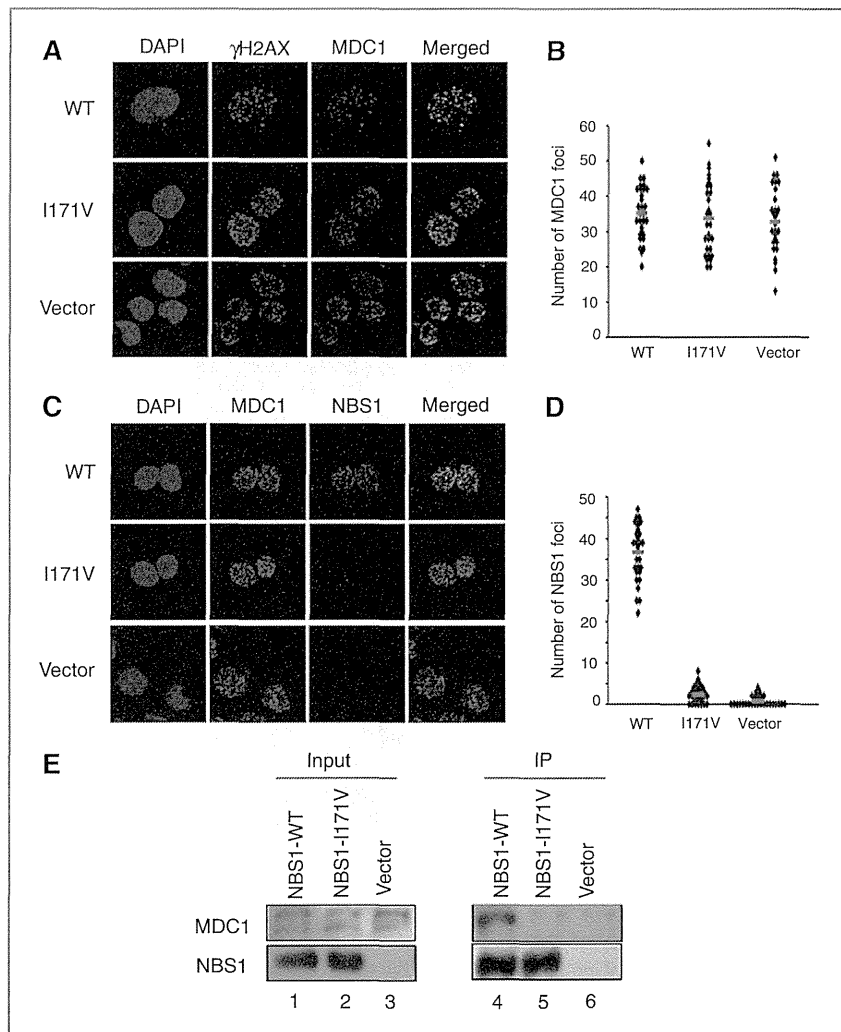 A
DAPI γH2AX MDC1 Merged
WT
I171V
Vector
B
Number of MDC1 foci
60
50
40
30
20
10
0
WT I171V Vector
C
DAPI MDC1 NBS1 Merged
WT
I171V
Vector
D
Number of NBS1 foci
50
40
30
20
10
0
WT I171V Vector
E
Input IP
NBS1-WT NBS1-I171V Vector NBS1-WT NBS1-I171V Vector
MDC1
NBS1
1 2 3 4 5 6